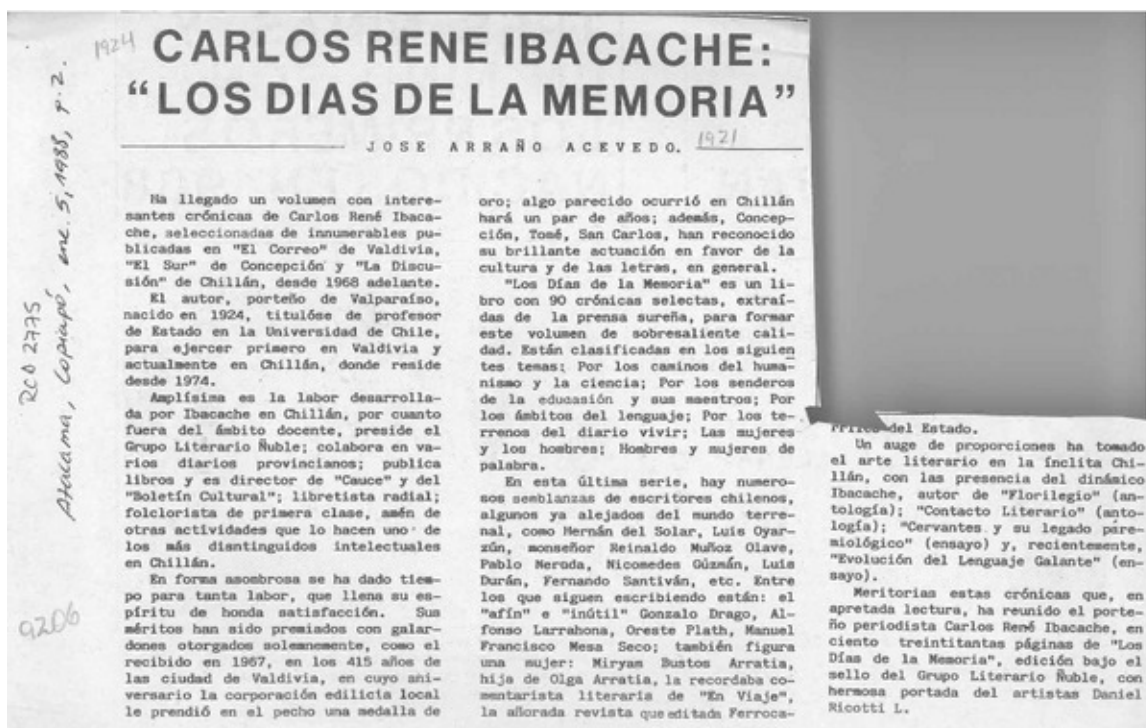 1924
CARLOS RENE IBACACHE:
“LOS DIAS DE LA MEMORIA”
JOSE ARRAÑO ACEVEDO.
1921
Atacama, Copiapó, ene. 5, 1988, p. 2.
RCO 2775
9206
Ha llegado un volumen con intere-
santes crónicas de Carlos René Ibaca-
che, seleccionadas de innumerables pu-
blicadas en "El Correo" de Valdivia,
"El Sur" de Concepción y "La Discu-
sión" de Chillán, desde 1968 adelante.
El autor, porteño de Valparaíso,
nacido en 1924, titulóse de profesor
de Estado en la Universidad de Chile,
para ejercer primero en Valdivia y
actualmente en Chillán, donde reside
desde 1974.
Amplísima es la labor desarrolla-
da por Ibacache en Chillán, por cuanto
fuera del ámbito docente, preside el
Grupo Literario Ñuble; colabora en va-
rios diarios provincianos; publica
libros y es director de "Cauce" y del
"Boletín Cultural"; libretista radial;
folclorista de primera clase, amén de
otras actividades que lo hacen uno de
los más disntinguidos intelectuales
en Chillán.
En forma asombrosa se ha dado tiem-
po para tanta labor, que llena su es-
píritu de honda satisfacción. Sus
méritos han sido premiados con galar-
dones otorgados solemnemente, como el
recibido en 1967, en los 415 años de
las ciudad de Valdivia, en cuyo ani-
versario la corporación edilicia local
le prendió en el pecho una medalla de
oro; algo parecido ocurrió en Chillán
hará un par de años; además, Concep-
ción, Tomé, San Carlos, han reconocido
su brillante actuación en favor de la
cultura y de las letras, en general.
"Los Días de la Memoria" es un li-
bro con 90 crónicas selectas, extraí-
das de la prensa sureña, para formar
este volumen de sobresaliente cali-
dad. Están clasificadas en los siguien
tes temas: Por los caminos del huma-
nismo y la ciencia; Por los senderos
de la educasión y sus maestros; Por
los ámbitos del lenguaje; Por los te-
rrenos del diario vivir; Las mujeres
y los hombres; Hombres y mujeres de
palabra.
En esta última serie, hay numero-
sos semblanzas de escritores chilenos,
algunos ya alejados del mundo terre-
nal, como Hernán del Solar, Luis Oyar-
zún, monseñor Reinaldo Muñoz Olave,
Pablo Neroda, Nicomedes Gúzmán, Luis
Durán, Fernando Santiván, etc. Entre
los que siguen escribiendo están: el
"afín" e "inútil" Gonzalo Drago, Al-
fonso Larrahona, Oreste Plath, Manuel
Francisco Mesa Seco; también figura
una mujer: Miryam Bustos Arratia,
hija de Olga Arratia, la recordaba co-
mentarista literaria de "En Viaje",
la añorada revista que editada Ferroca-
rriles del Estado.
Un auge de proporciones ha tomado
el arte literario en la ínclita Chi-
llán, con las presencia del dinámico
Ibacache, autor de "Florilegio" (an-
tología); "Contacto Literario" (anto-
logía); "Cervantes y su legado pare-
miológico" (ensayo) y, recientemente,
"Evolución del Lenguaje Galante" (en-
sayo).
Meritorias estas crónicas que, en
apretada lectura, ha reunido el porte-
ño periodista Carlos René Ibacache, en
ciento treintitantas páginas de "Los
Días de la Memoria", edición bajo el
sello del Grupo Literario Ñuble, con
hermosa portada del artistas Daniel
Ricotti L.